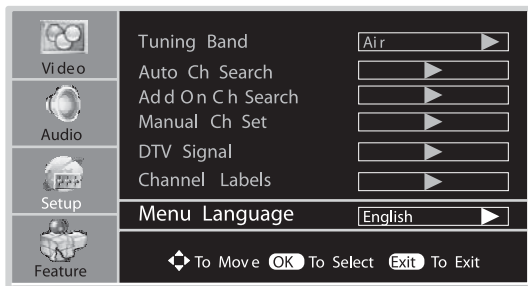 Video
Audio
Setup
Feature
Tuning Band Air
Auto Ch Search
Add On Ch Search
Manual Ch Set
DTV Signal
Channel Labels
Menu Language English
To Move OK To Select Exit To Exit